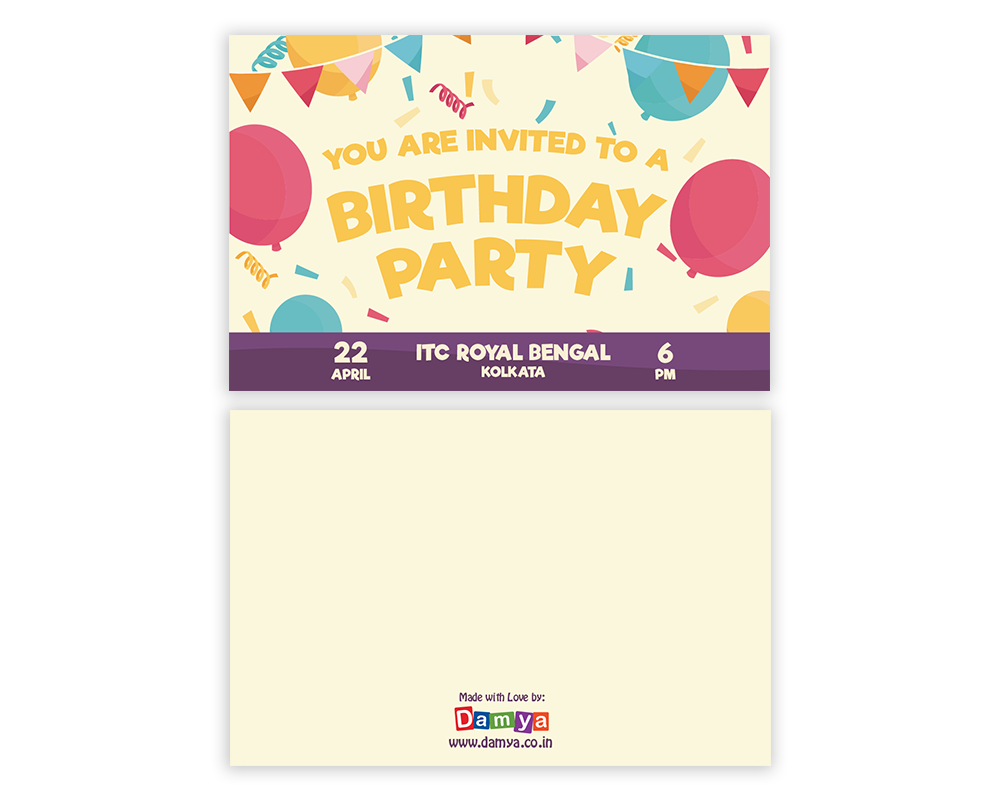 YOU ARE INVITED TO A
BIRTHDAY
PARTY
22
APRIL
ITC ROYAL BENGAL
KOLKATA
6
PM
Made with Love by:
Damya
www.damya.co.in